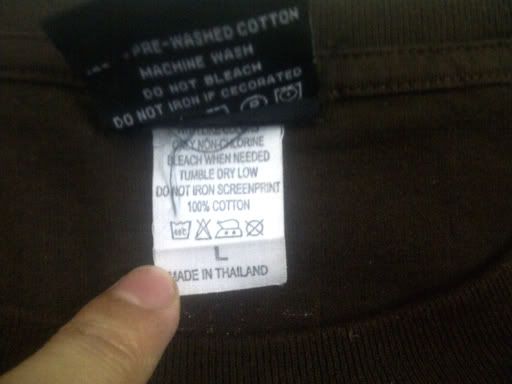 PRE-WASHED COTTON
MACHINE WASH
DO NOT BLEACH
DO NOT IRON IF CECORATED
ONLY NON-CHLORINE
BLEACH WHEN NEEDED
TUMBLE DRY LOW
DO NOT IRON SCREENPRINT
100% COTTON
L
MADE IN THAILAND